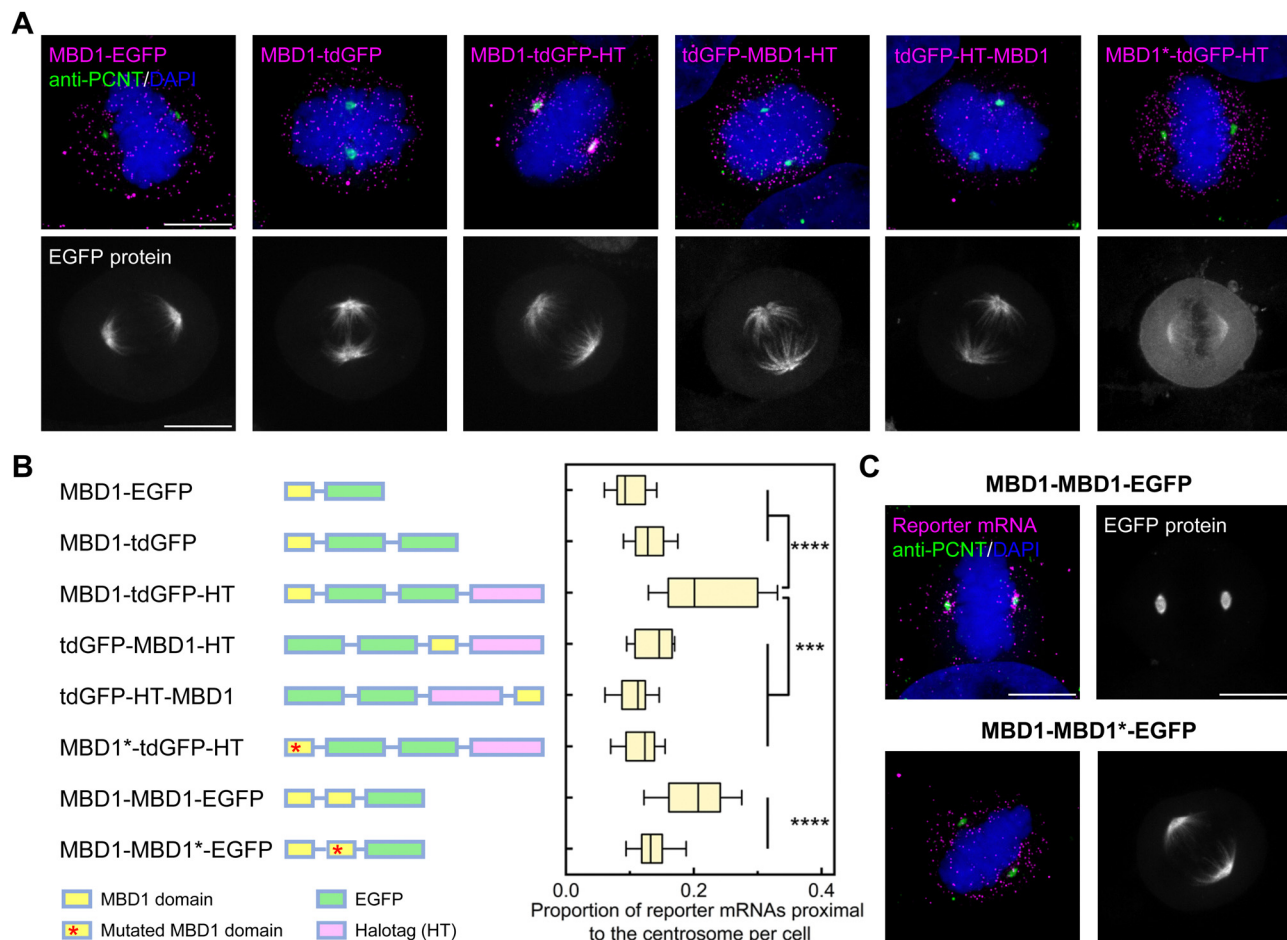 A
MBD1-EGFP
anti-PCNT/DAPI
MBD1-tdGFP
MBD1-tdGFP-HT
tdGFP-MBD1-HT
tdGFP-HT-MBD1
MBD1*-tdGFP-HT
EGFP protein
B
MBD1-EGFP
MBD1-tdGFP
MBD1-tdGFP-HT
tdGFP-MBD1-HT
tdGFP-HT-MBD1
MBD1*-tdGFP-HT
*
MBD1-MBD1-EGFP
MBD1-MBD1*-EGFP
*
MBD1 domain
EGFP
* Mutated MBD1 domain
Halotag (HT)
****
***
****
0.0 0.2 0.4
Proportion of reporter mRNAs proximal
to the centrosome per cell
C
MBD1-MBD1-EGFP
Reporter mRNA
anti-PCNT/DAPI
EGFP protein
MBD1-MBD1*-EGFP